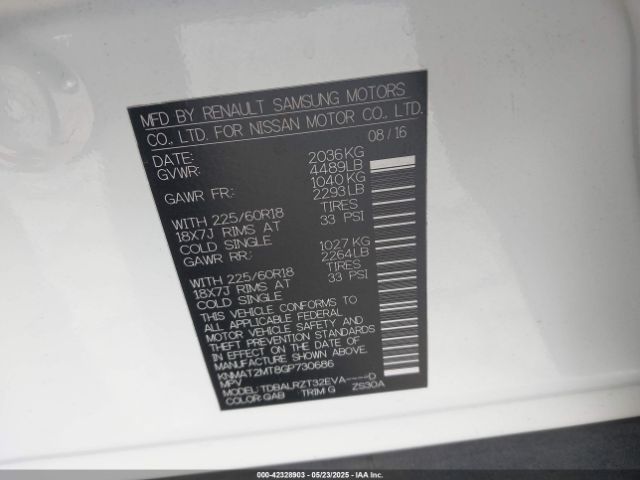 MFD BY RENAULT SAMSUNG MOTORS
CO., LTD. FOR NISSAN MOTOR CO., LTD.
DATE: 08/16
GVWR: 2036KG
4489LB
GAWR FR: 1040KG
2293LB
WITH 225/60R18 TIRES
18X7J RIMS AT 33 PSI
COLD SINGLE
GAWR RR: 1027KG
2264LB
WITH 225/60R18 TIRES
18X7J RIMS AT 33 PSI
COLD SINGLE
THIS VEHICLE CONFORMS TO
ALL APPLICABLE FEDERAL
MOTOR VEHICLE SAFETY AND
THEFT PREVENTION STANDARDS
IN EFFECT ON THE DATE OF
MANUFACTURE SHOWN ABOVE.
KNMAT2MT8GP730686
MPV
MODEL: TDBALRZT32EVA----D
COLOR: QAB TRIM: G ZS30A
000-42328903 - 05/23/2025 - IAAI.COM